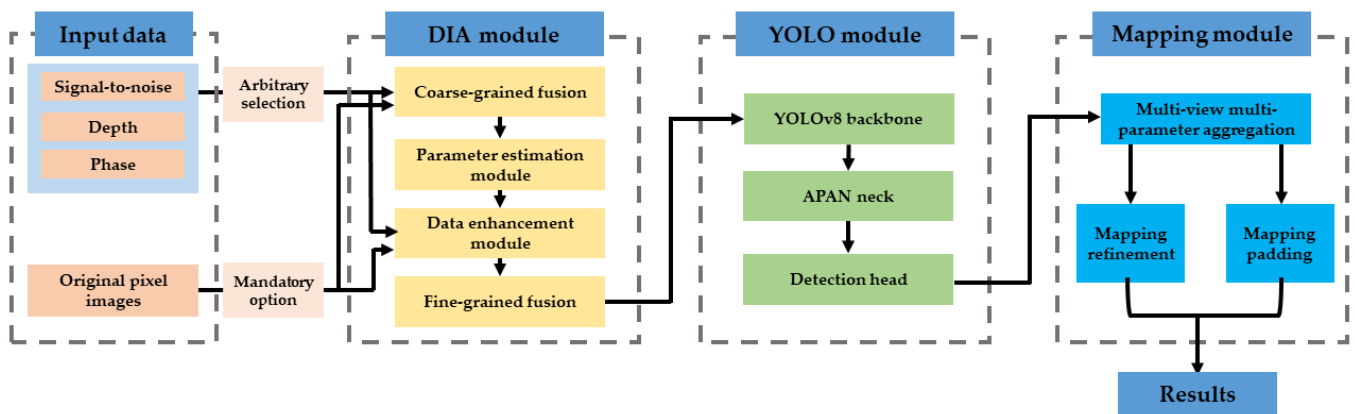 Input data
Signal-to-noise
Depth
Phase
Original pixel
images
Arbitrary
selection
Mandatory
option
DIA module
Coarse-grained fusion
Parameter estimation
module
Data enhancement
module
Fine-grained fusion
YOLO module
YOLOv8 backbone
APAN neck
Detection head
Mapping module
Multi-view multi-
parameter aggregation
Mapping
refinement
Mapping
padding
Results